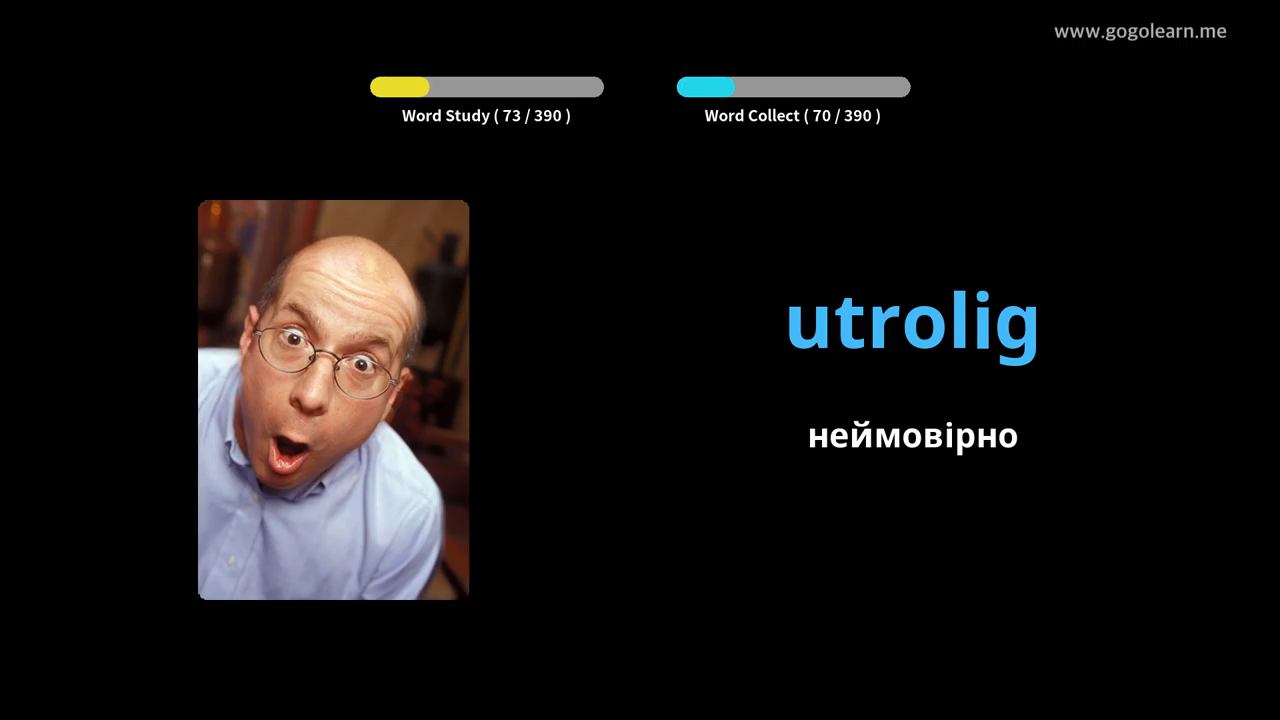 www.gogolearn.me
Word Study ( 73 / 390 )
Word Collect ( 70 / 390 )
utrolig
неймовірно